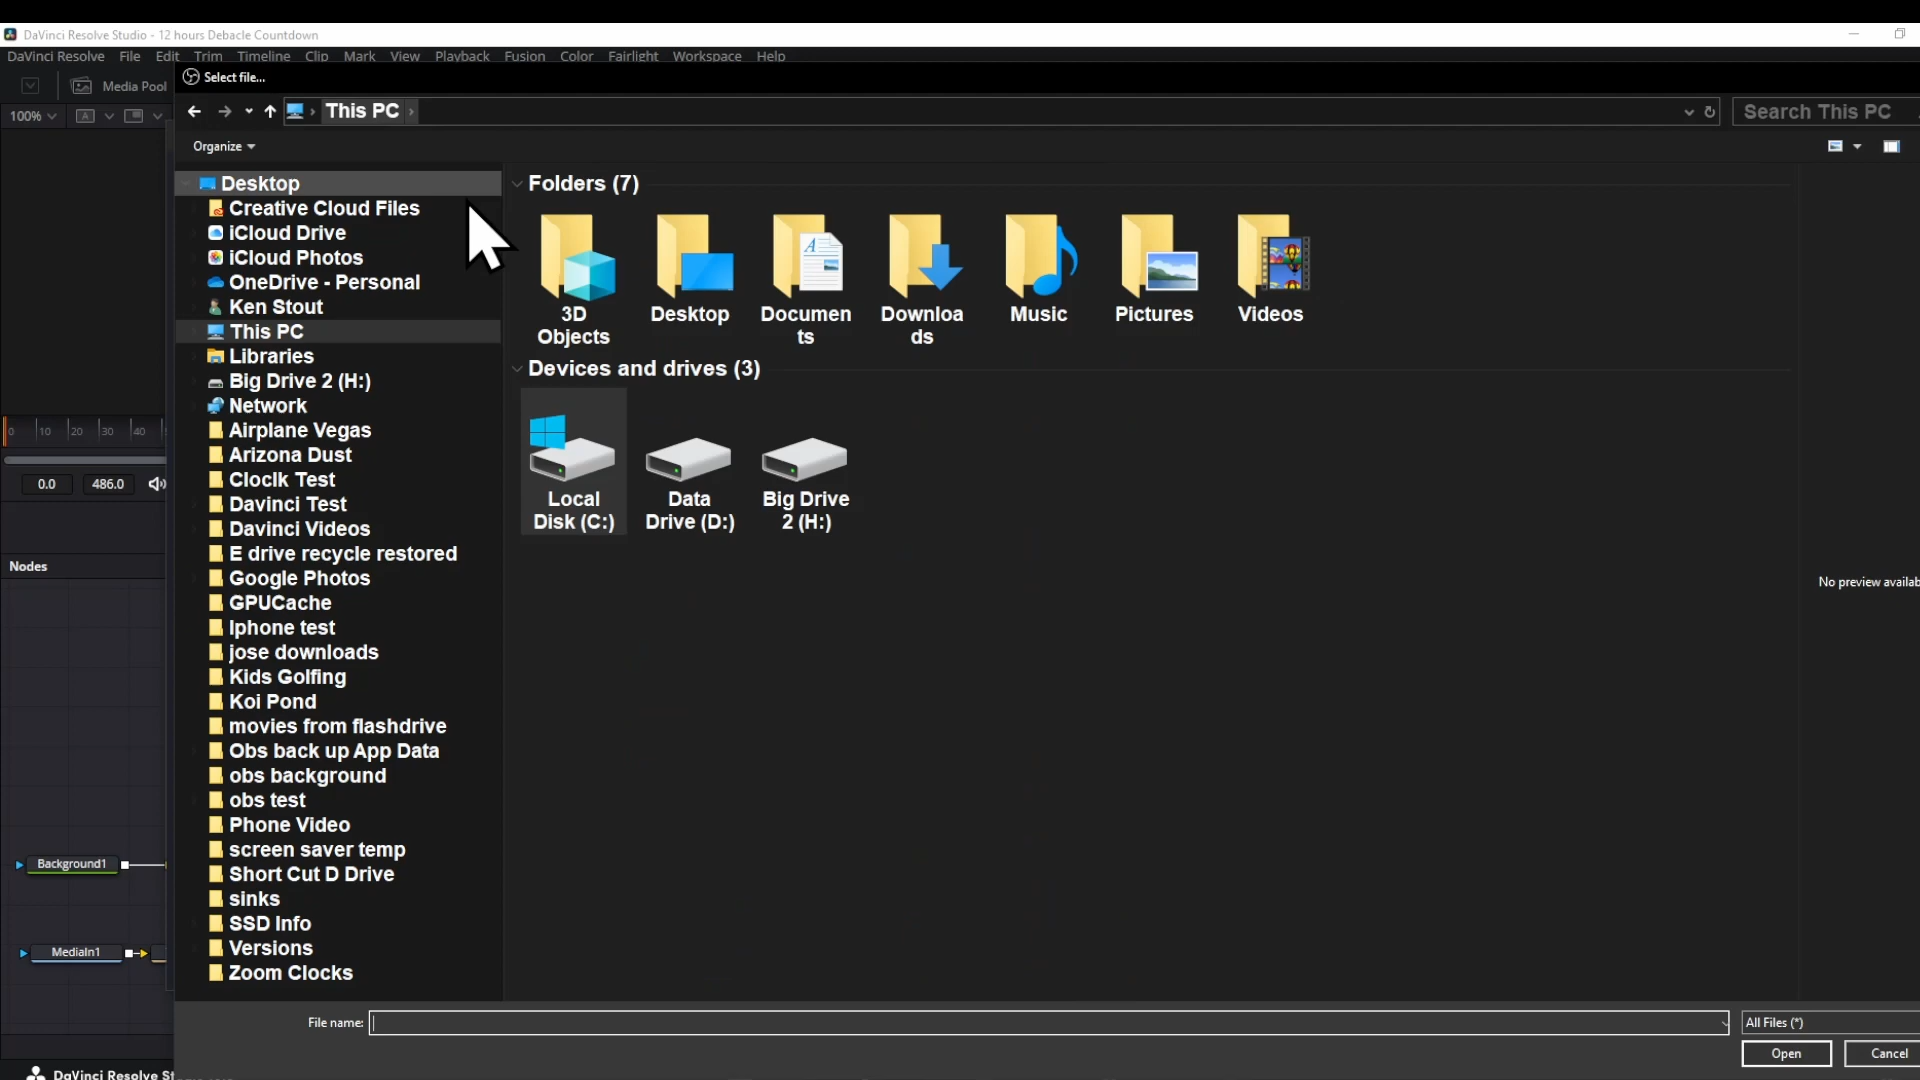 DaVinci Resolve Studio - 12 hours Debacle Countdown
DaVinci Resolve File Edit Trim Timeline Clip Mark View Playback Fusion Color Fairlight Workspace Help
Media Pool
Select file...
100%
This PC
Search This PC
Organize
Desktop
Creative Cloud Files
iCloud Drive
iCloud Photos
OneDrive - Personal
Ken Stout
This PC
Libraries
Big Drive 2 (H:)
Network
Airplane Vegas
Arizona Dust
Cloclk Test
Davinci Test
Davinci Videos
E drive recycle restored
Google Photos
GPUCache
Iphone test
jose downloads
Kids Golfing
Koi Pond
movies from flashdrive
Obs back up App Data
obs background
obs test
Phone Video
screen saver temp
Short Cut D Drive
sinks
SSD Info
Versions
Zoom Clocks
Folders (7)
3D
Objects
Desktop
Documen
ts
Downloa
ds
Music
Pictures
Videos
Devices and drives (3)
Local
Disk (C:)
Data
Drive (D:)
Big Drive
2 (H:)
No preview availab
0 10 20 30 40
0.0 486.0
Nodes
Background1
MediaIn1
File name:
All Files (*)
Open
Cancel
DaVinci Resolve St